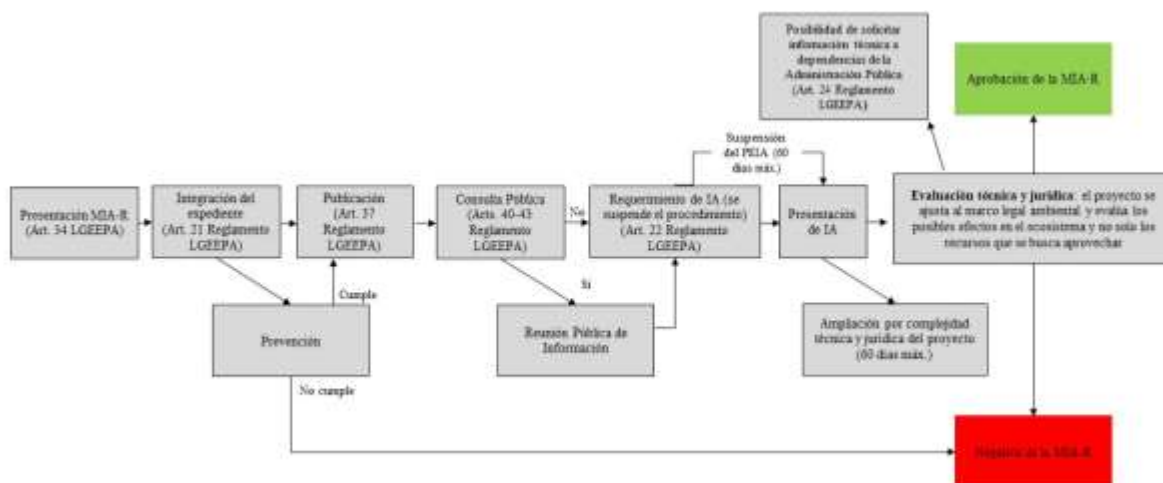 Posibilidad de solicitar
información técnica a
dependencias de la
Administración Pública
(Art. 24 Reglamento
LGEEPA)
Aprobación de la MIA-R
Suspensión
del PEIA (60
días máx.)
Presentación MIA-R
(Art. 34 LGEEPA)
Integración del
expediente
(Art. 21 Reglamento
LGEEPA)
Publicación
(Art. 37
Reglamento
LGEEPA)
Consulta Pública
(Arts. 40-43
Reglamento
LGEEPA)
No
Requerimiento de IA (se
suspende el procedimiento)
(Art. 22 Reglamento
LGEEPA)
Presentación
de IA
Evaluación técnica y jurídica: el proyecto se
ajusta al marco legal ambiental y evalúa los
posibles efectos en el ecosistema y no solo los
recursos que se busca aprovechar
Cumple
Sí
Prevención
Reunión Pública de
Información
Ampliación por complejidad
técnica y jurídica del proyecto
(60 días máx.)
No cumple
Negativa de la MIA-R